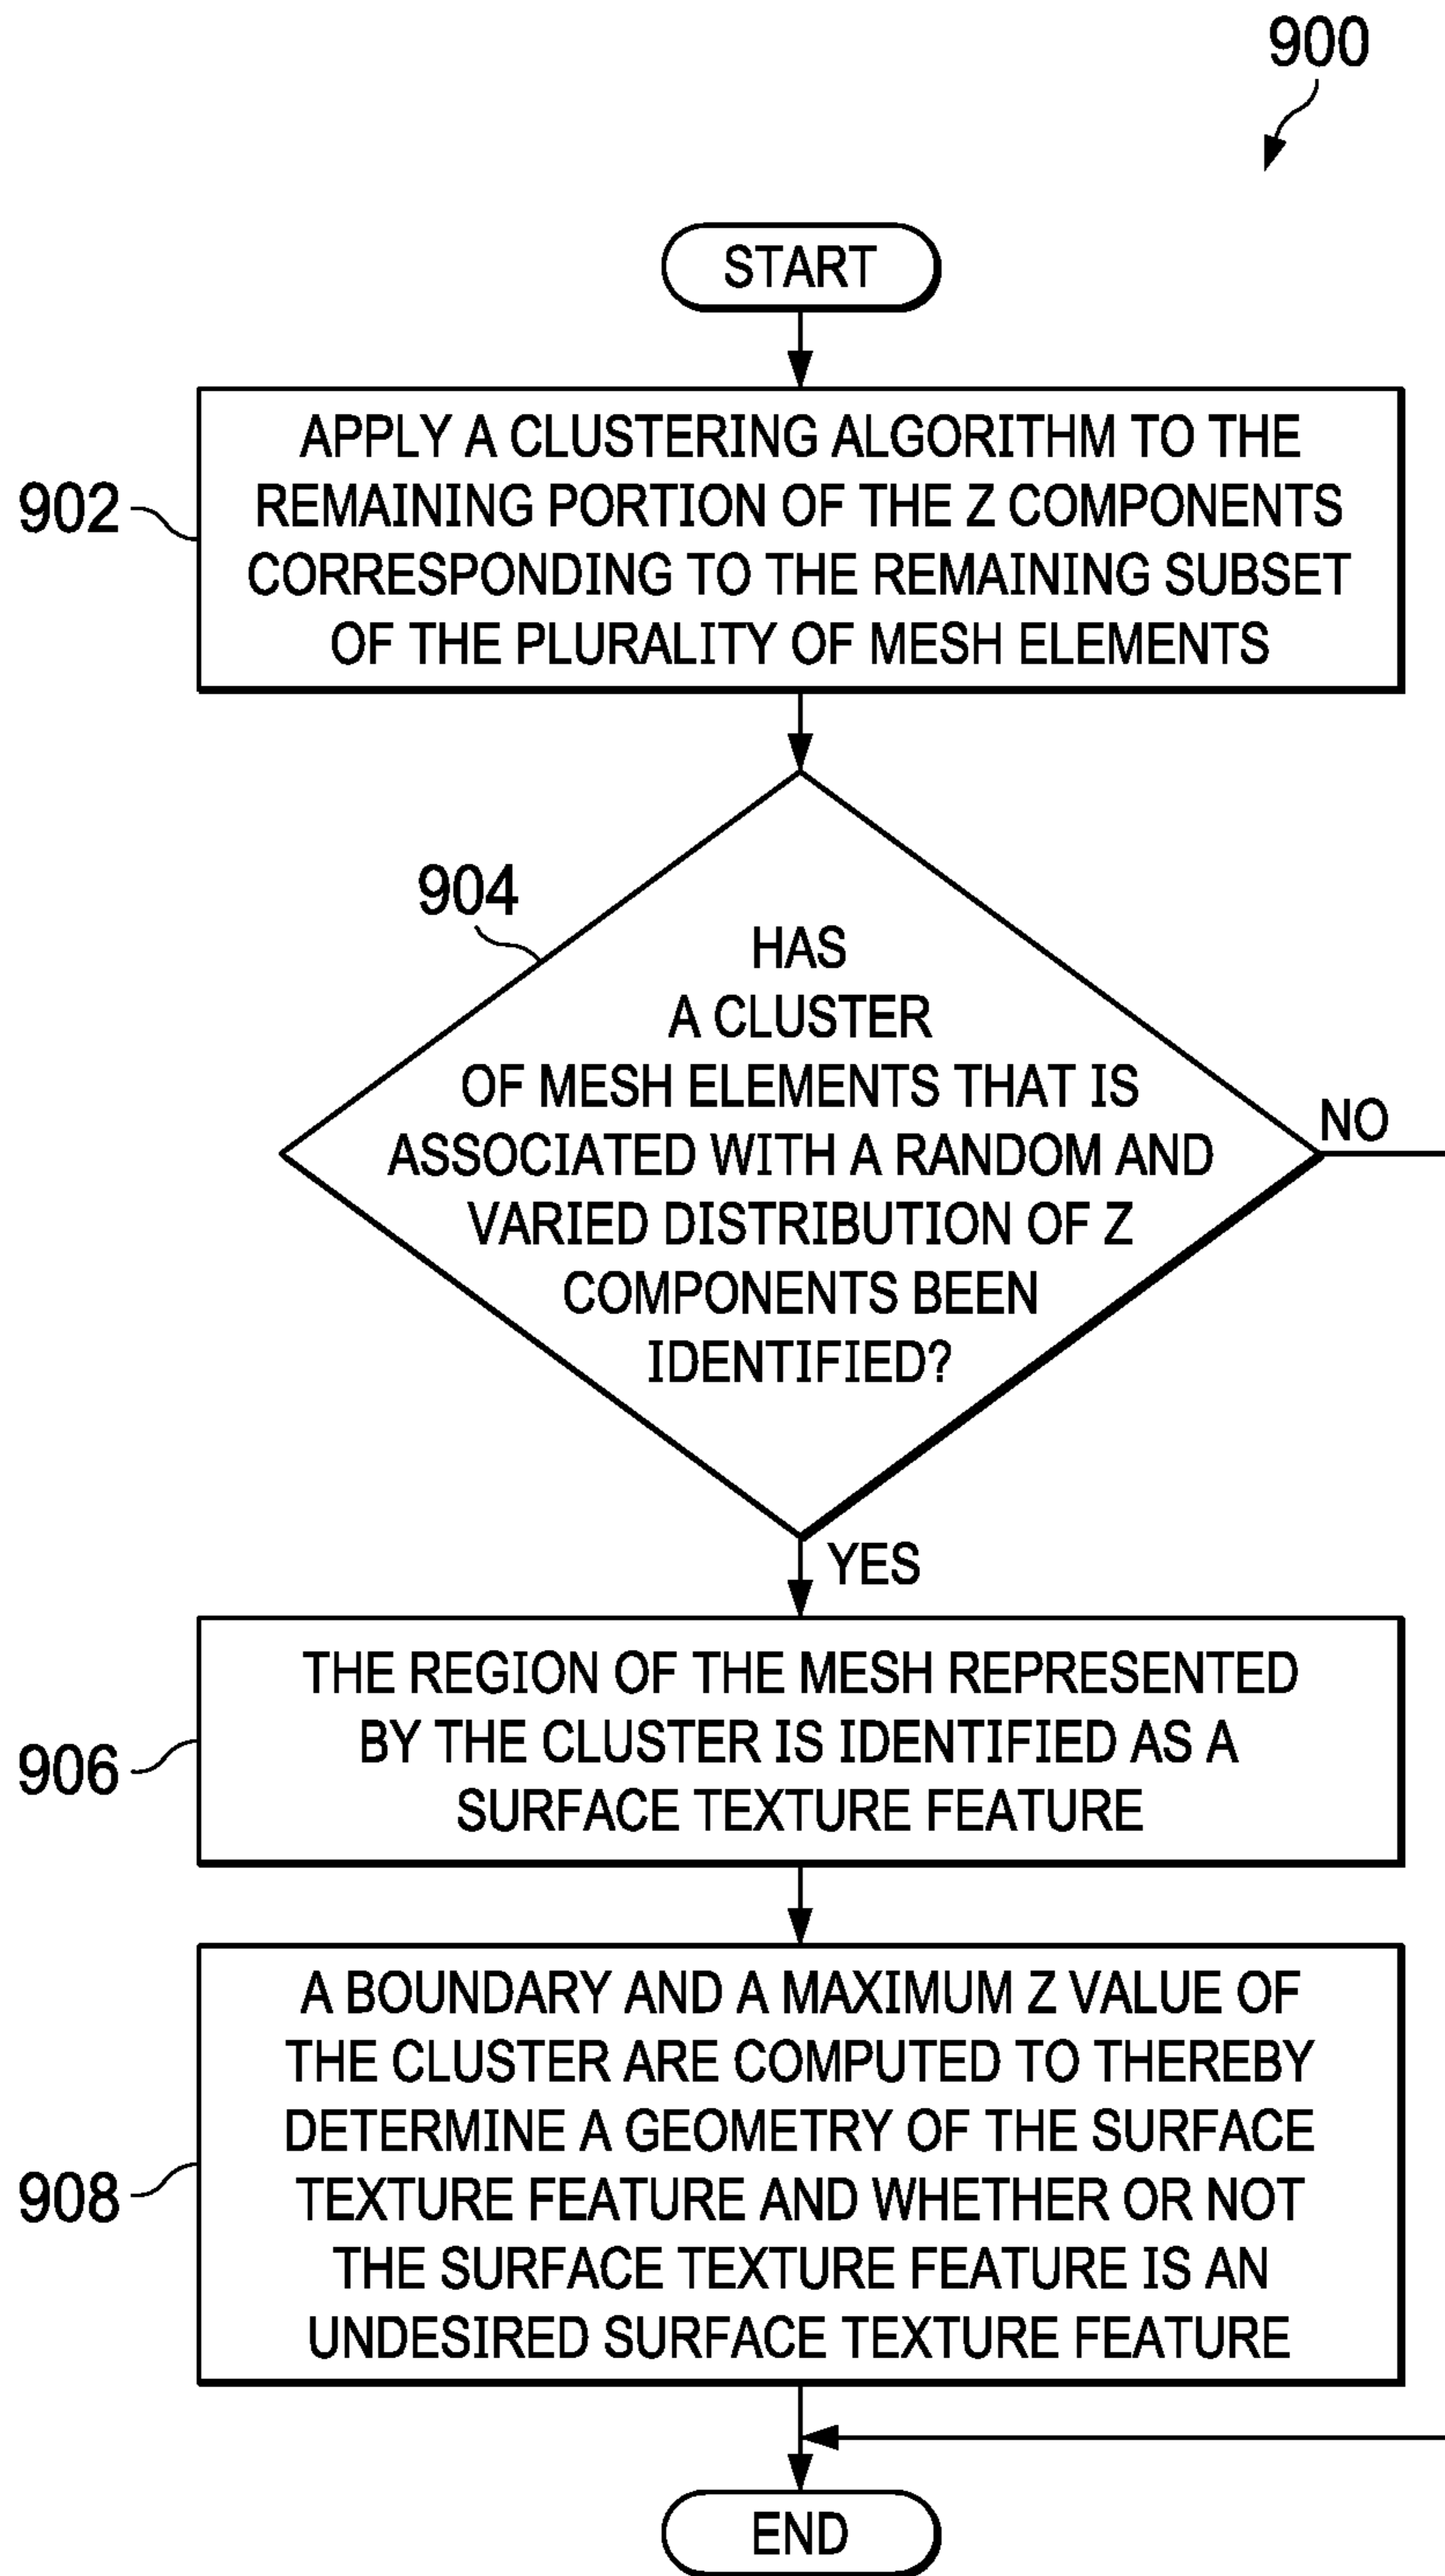 900
START
902
APPLY A CLUSTERING ALGORITHM TO THE
REMAINING PORTION OF THE Z COMPONENTS
CORRESPONDING TO THE REMAINING SUBSET
OF THE PLURALITY OF MESH ELEMENTS
904
HAS
A CLUSTER
OF MESH ELEMENTS THAT IS
ASSOCIATED WITH A RANDOM AND
VARIED DISTRIBUTION OF Z
COMPONENTS BEEN
IDENTIFIED?
NO
YES
906
THE REGION OF THE MESH REPRESENTED
BY THE CLUSTER IS IDENTIFIED AS A
SURFACE TEXTURE FEATURE
908
A BOUNDARY AND A MAXIMUM Z VALUE OF
THE CLUSTER ARE COMPUTED TO THEREBY
DETERMINE A GEOMETRY OF THE SURFACE
TEXTURE FEATURE AND WHETHER OR NOT
THE SURFACE TEXTURE FEATURE IS AN
UNDESIRED SURFACE TEXTURE FEATURE
END